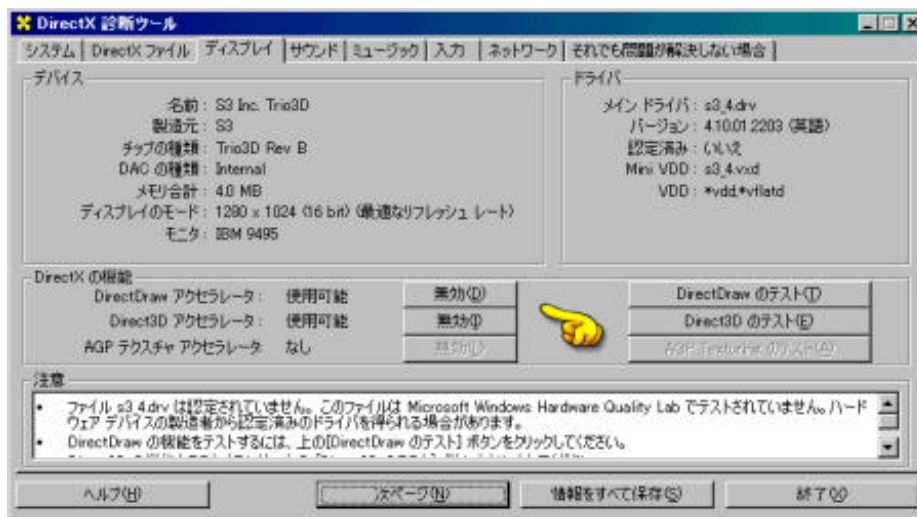 DirectX 診断ツール
システム DirectX ファイル ディスプレイ サウンド ミュージック 入力 ネットワーク それでも問題が解決しない場合
デバイス
名前: S3 Inc. Trio3D
製造元: S3
チップの種類: Trio3D Rev B
DAC の種類: Internal
メモリ合計: 4.0 MB
ディスプレイのモード: 1280 x 1024 (16 bit) (最適なリフレッシュ レート)
モニタ: IBM 9495
ドライバ
メイン ドライバ: s3_4.drv
バージョン: 4.10.01.2203 (英語)
認定済み: いいえ
Mini VDD: s3_4.vxd
VDD: *vdd,*vflatd
DirectX の機能
DirectDraw アクセラレータ: 使用可能 無効(D) DirectDraw のテスト(T)
Direct3D アクセラレータ: 使用可能 無効(I) Direct3D のテスト(E)
AGP テクスチャ アクセラレータ なし
注意
• ファイル s3_4.drv は認定されていません。このファイルは Microsoft Windows Hardware Quality Lab でテストされていません。ハード
ウェア デバイスの製造者から認定済みのドライバを得られる場合があります。
• DirectDraw の機能をテストするには、上の[DirectDraw のテスト] ボタンをクリックしてください。
ヘルプ(H) 次ページ(N) 情報をすべて保存(S) 終了(X)